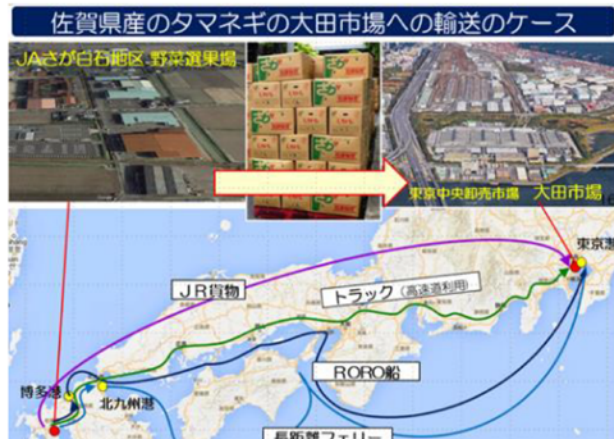 佐賀県産のタマネギの大田市場への輸送のケース
JAさが白石地区 野菜選果場
東京中央卸売市場 大田市場
東京港
JR貨物
トラック（高速道利用）
博多港
北九州港
RORO船
長距離フェリー